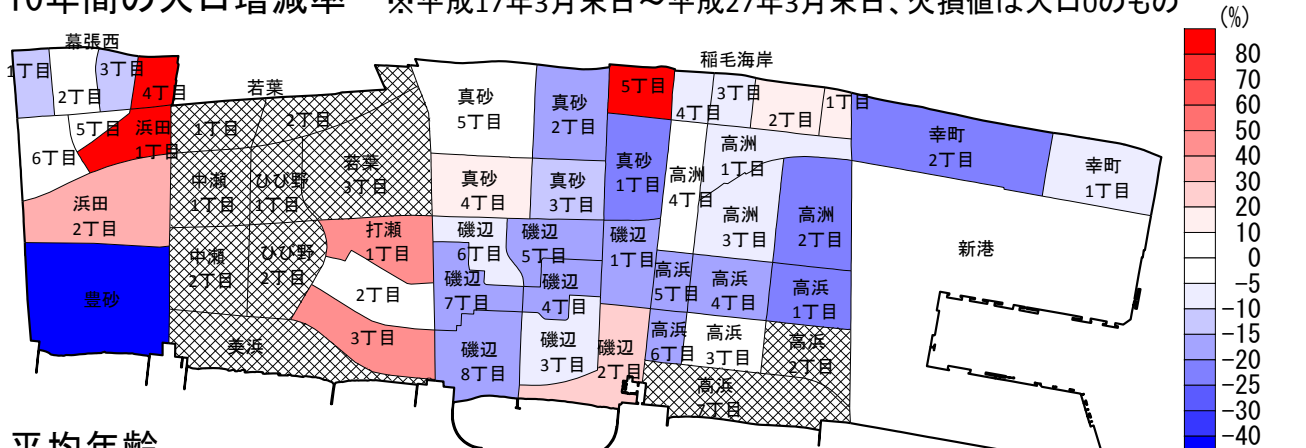 10年間の人口増減率 ※平成17年3月末日～平成27年3月末日、欠損値は人口0のもの
(%)
幕張西
1丁目
2丁目
3丁目
4丁目
5丁目
6丁目
浜田
1丁目
浜田
2丁目
豊砂
若葉
1丁目
2丁目
若葉
3丁目
中瀬
1丁目
ひび野
1丁目
中瀬
2丁目
ひび野
2丁目
美浜
打瀬
1丁目
2丁目
3丁目
真砂
5丁目
真砂
2丁目
真砂
1丁目
真砂
4丁目
真砂
3丁目
磯辺
6丁目
磯辺
5丁目
磯辺
1丁目
磯辺
7丁目
磯辺
4丁目
磯辺
8丁目
磯辺
3丁目
磯辺
2丁目
稲毛海岸
5丁目
4丁目
3丁目
2丁目
1丁目
高洲
1丁目
高洲
4丁目
高洲
3丁目
高洲
2丁目
高浜
5丁目
高浜
4丁目
高浜
1丁目
高浜
6丁目
高浜
3丁目
高浜
2丁目
高浜
7丁目
幸町
2丁目
幸町
1丁目
新港
80
70
60
50
40
30
20
10
0
−5
−10
−15
−20
−25
−30
−40
平均年齢